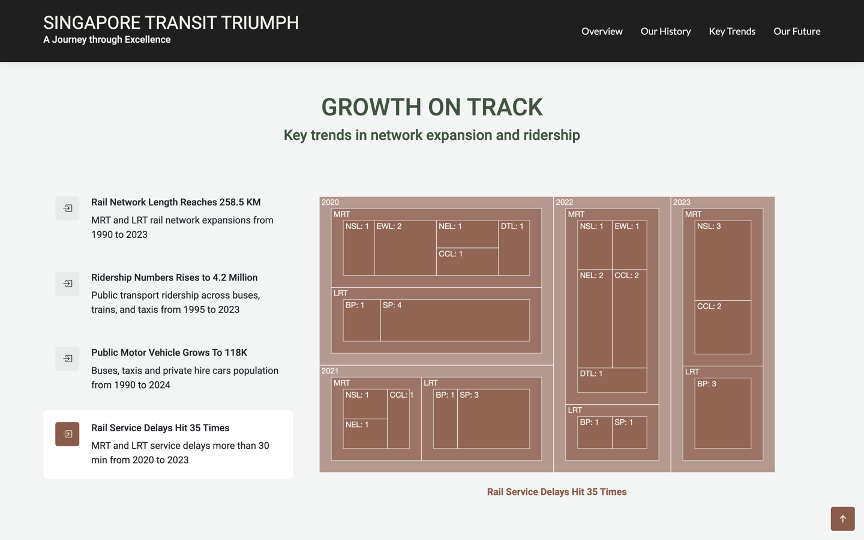 SINGAPORE TRANSIT TRIUMPH
A Journey through Excellence
Overview
Our History
Key Trends
Our Future
GROWTH ON TRACK
Key trends in network expansion and ridership
Rail Network Length Reaches 258.5 KM
MRT and LRT rail network expansions from
1990 to 2023
Ridership Numbers Rises to 4.2 Million
Public transport ridership across buses,
trains, and taxis from 1995 to 2023
Public Motor Vehicle Grows To 118K
Buses, taxis and private hire cars population
from 1990 to 2024
Rail Service Delays Hit 35 Times
MRT and LRT service delays more than 30
min from 2020 to 2023
2020
MRT
NSL: 1
EWL: 2
NEL: 1
DTL: 1
CCL: 1
LRT
BP: 1
SP: 4
2021
MRT
NSL: 1
CCL: 1
NEL: 1
LRT
BP: 1
SP: 3
2022
MRT
NSL: 1
EWL: 1
NEL: 2
CCL: 2
DTL: 1
LRT
BP: 1
SP: 1
2023
MRT
NSL: 3
CCL: 2
LRT
BP: 3
Rail Service Delays Hit 35 Times